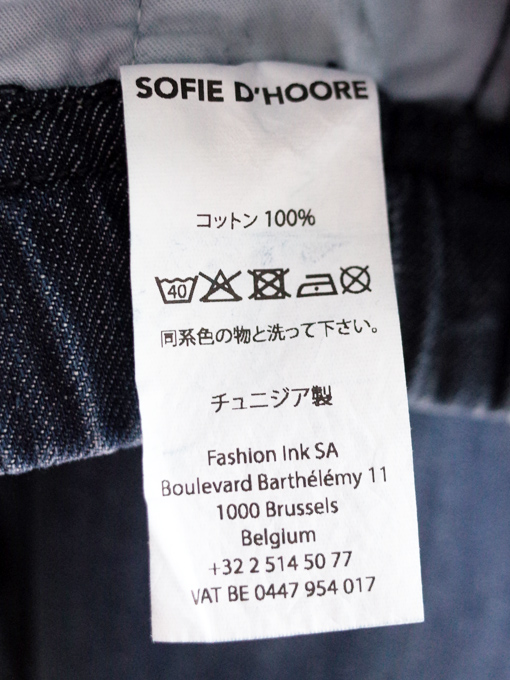 SOFIE D'HOORE
コットン 100%
40
同系色の物と洗って下さい。
チュニジア製
Fashion Ink SA
Boulevard Barthélémy 11
1000 Brussels
Belgium
+32 2 514 50 77
VAT BE 0447 954 017